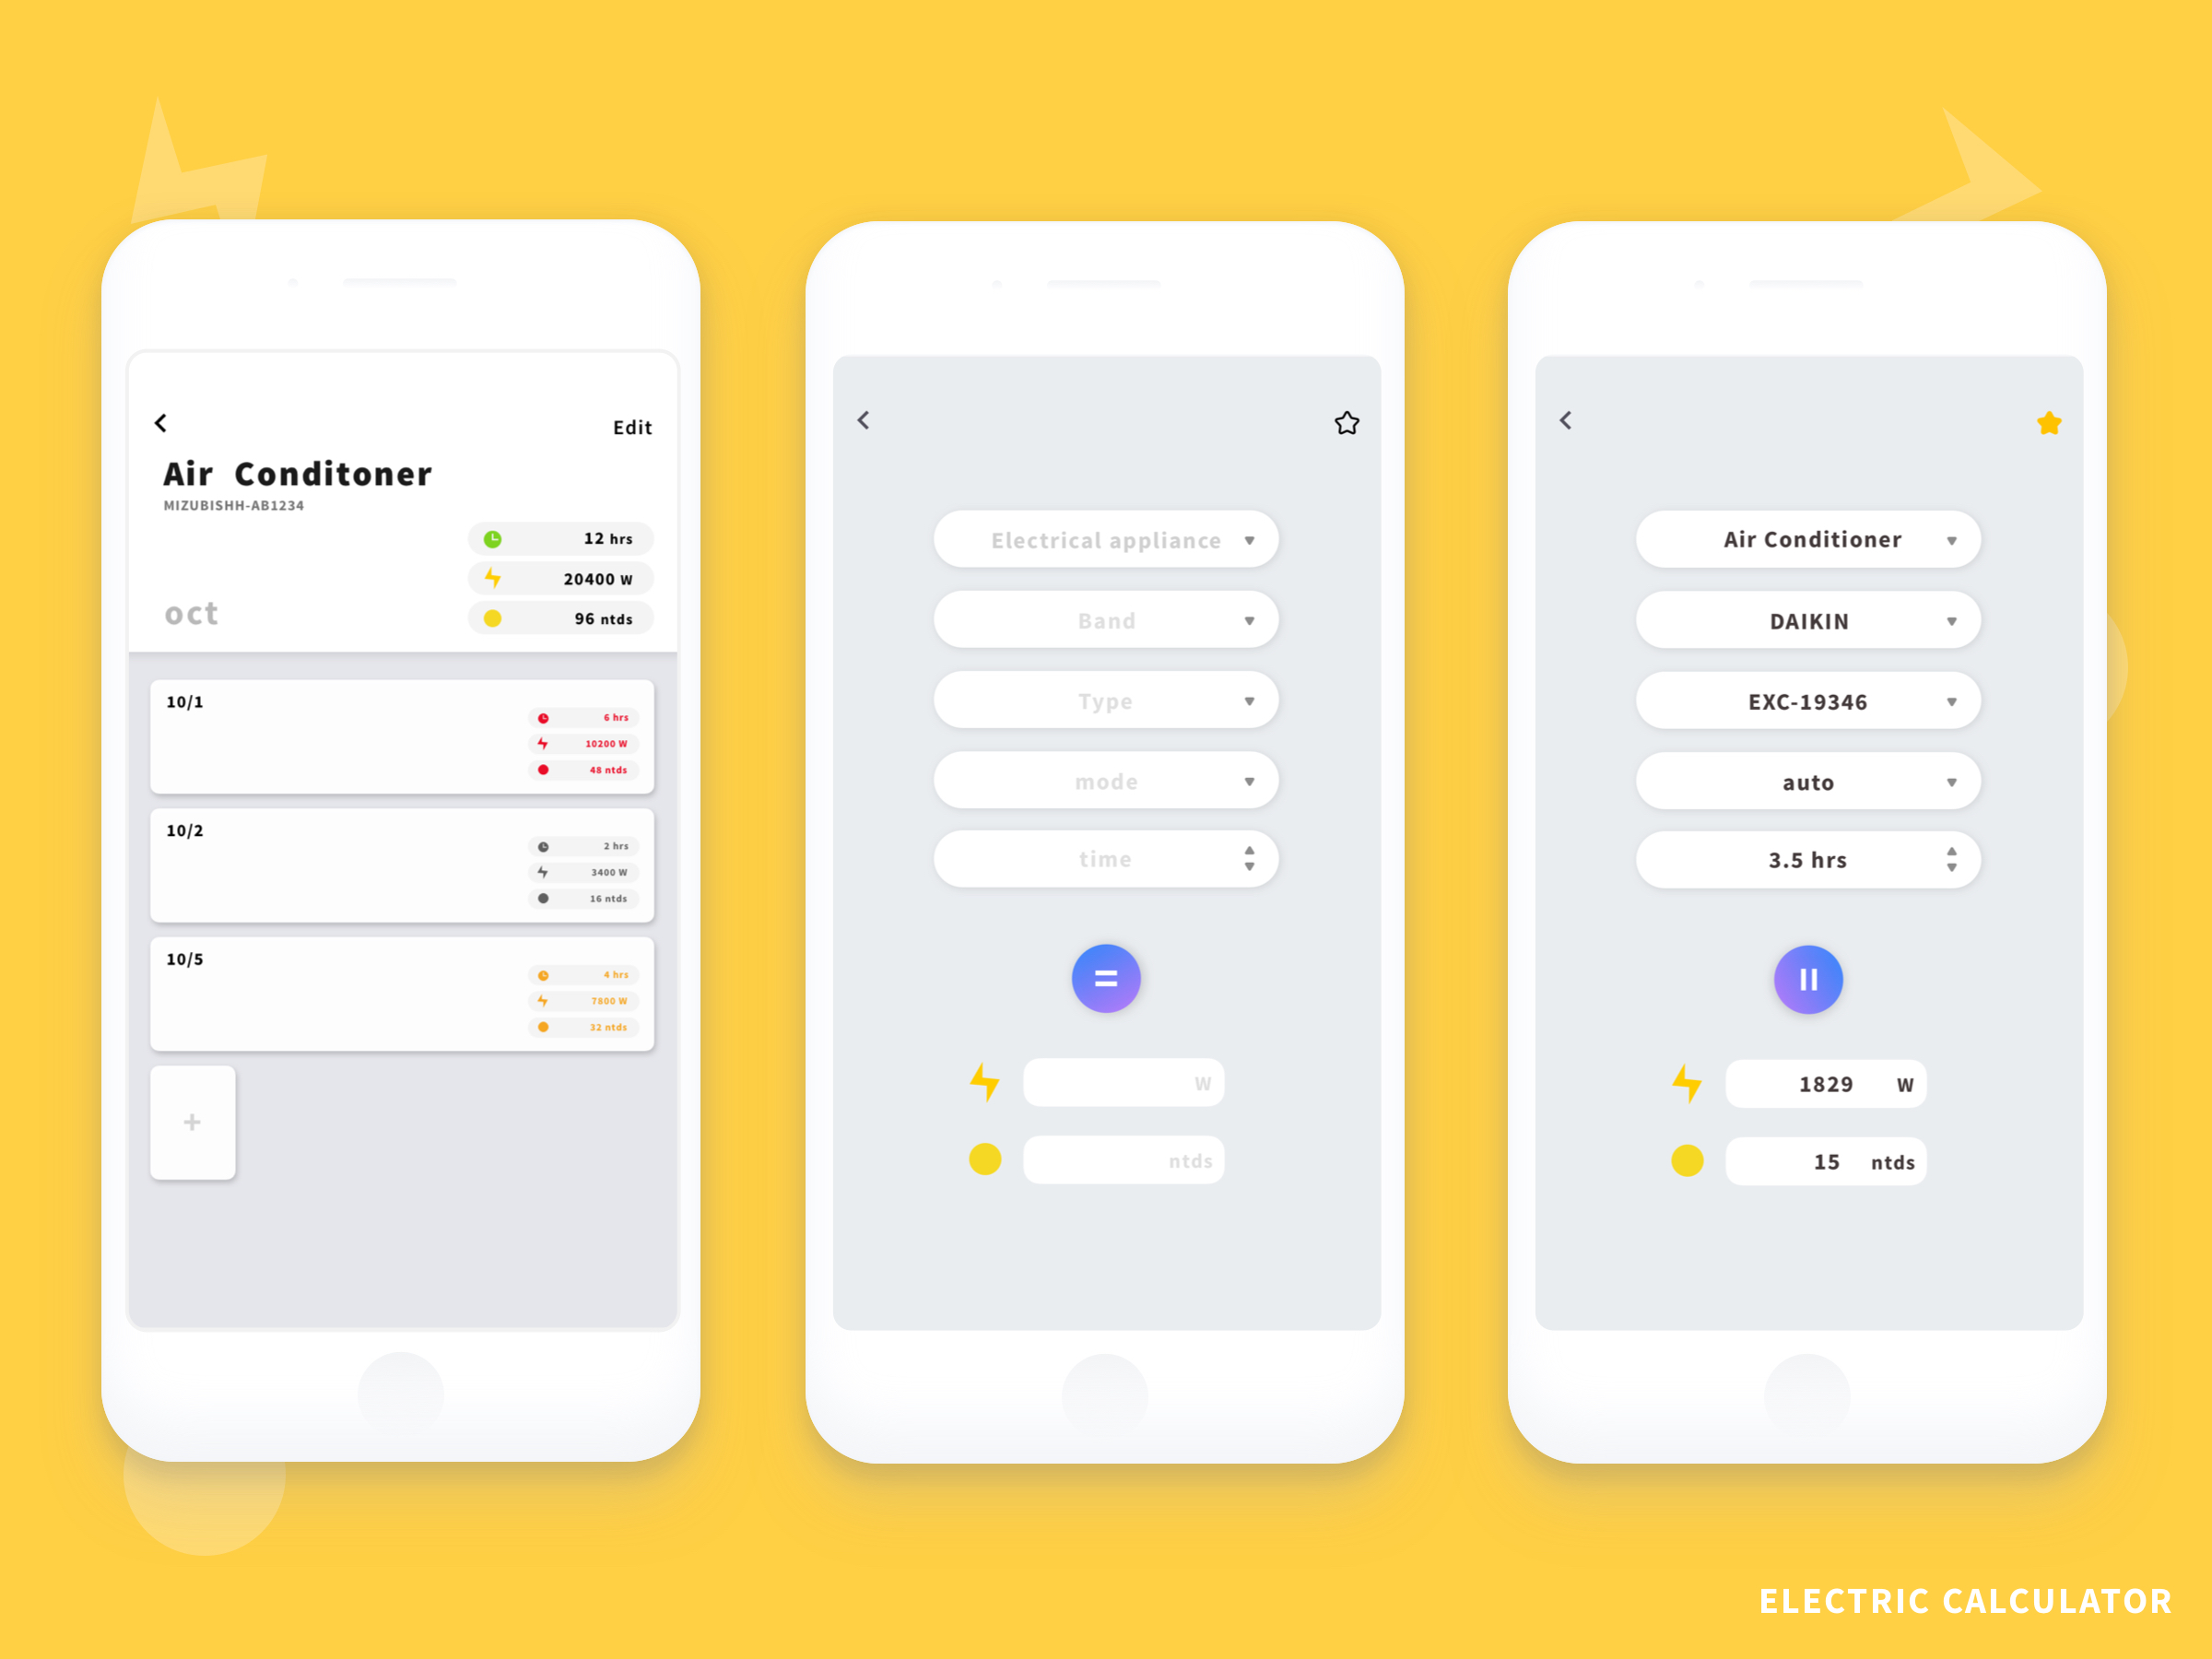 Edit
Air Conditoner
MIZUBISHH-AB1234
12 hrs
20400 W
oct
96 ntds
10/1
6 hrs
10200 W
48 ntds
10/2
2 hrs
3400 W
16 ntds
10/5
4 hrs
7800 W
32 ntds
+
Electrical appliance
Band
Type
mode
time
=
W
ntds
Air Conditioner
DAIKIN
EXC-19346
auto
3.5 hrs
1829 W
15 ntds
ELECTRIC CALCULATOR